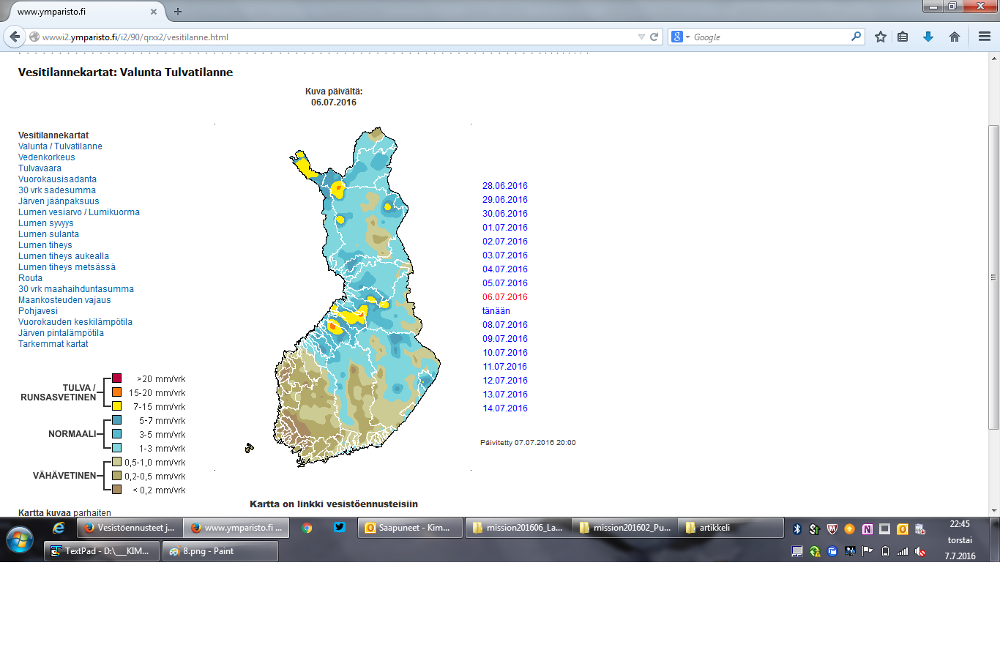 www.ymparisto.fi
wwwi2.ymparisto.fi/i2/90/qrxx2/vesitilanne.html
Google
Vesitilannekartat: Valunta Tulvatilanne
Kuva päivältä:
06.07.2016
Vesitilannekartat
Valunta / Tulvatilanne
Vedenkorkeus
Tulvavaara
Vuorokausisadanta
30 vrk sadesumma
Järven jäänpaksuus
Lumen vesiarvo / Lumikuorma
Lumen syvyys
Lumen sulanta
Lumen tiheys
Lumen tiheys aukealla
Lumen tiheys metsässä
Routa
30 vrk maahaihduntasumma
Maankosteuden vajaus
Pohjavesi
Vuorokauden keskilämpötila
Järven pintalämpötila
Tarkemmat kartat
28.06.2016
29.06.2016
30.06.2016
01.07.2016
02.07.2016
03.07.2016
04.07.2016
05.07.2016
06.07.2016
tänään
08.07.2016
09.07.2016
10.07.2016
11.07.2016
12.07.2016
13.07.2016
14.07.2016
Päivitetty 07.07.2016 20:00
TULVA /
RUNSASVETINEN
>20 mm/vrk
15-20 mm/vrk
7-15 mm/vrk
NORMAALI
5-7 mm/vrk
3-5 mm/vrk
1-3 mm/vrk
VÄHÄVETINEN
0,5-1,0 mm/vrk
0,2-0,5 mm/vrk
< 0,2 mm/vrk
Kartta on linkki vesistöennusteisiin
Kartta kuvaa parhaiten
Vesistöennusteet j...
www.ymparisto.fi ...
Saapuneet - Kim...
mission201606_La...
mission201602_Pu...
artikkeli
TextPad - D:\___KIM...
8.png - Paint
22:45
torstai
7.7.2016